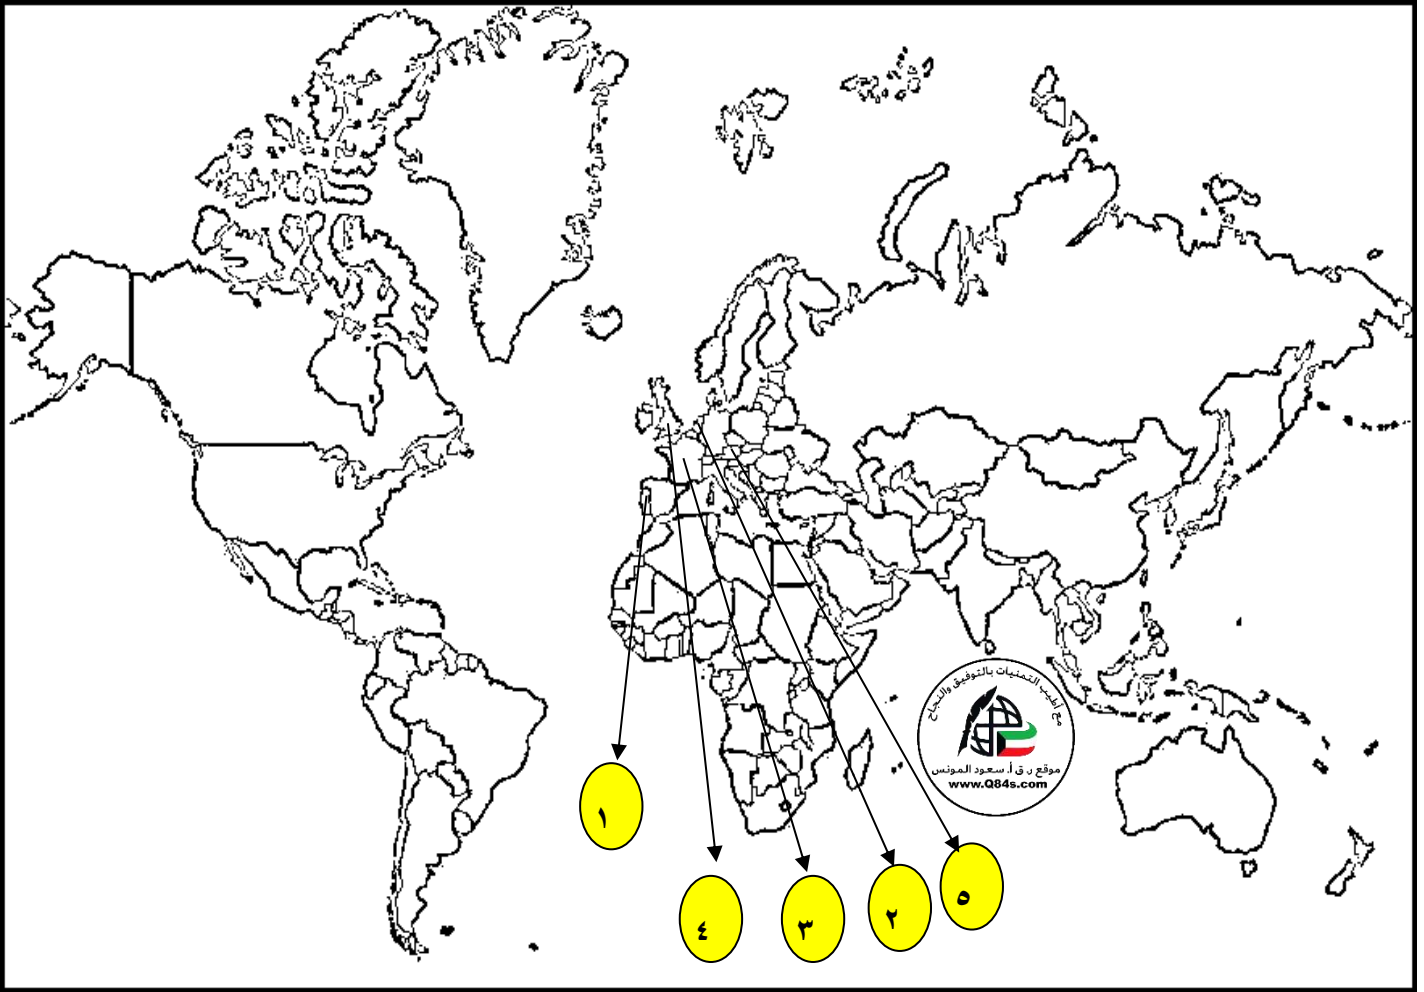 مع أطيب التمنيات بالتوفيق والنجاح
موقع ر. ق أ. سعود المونس
www.Q84s.com
١
٤
٣
٢
٥